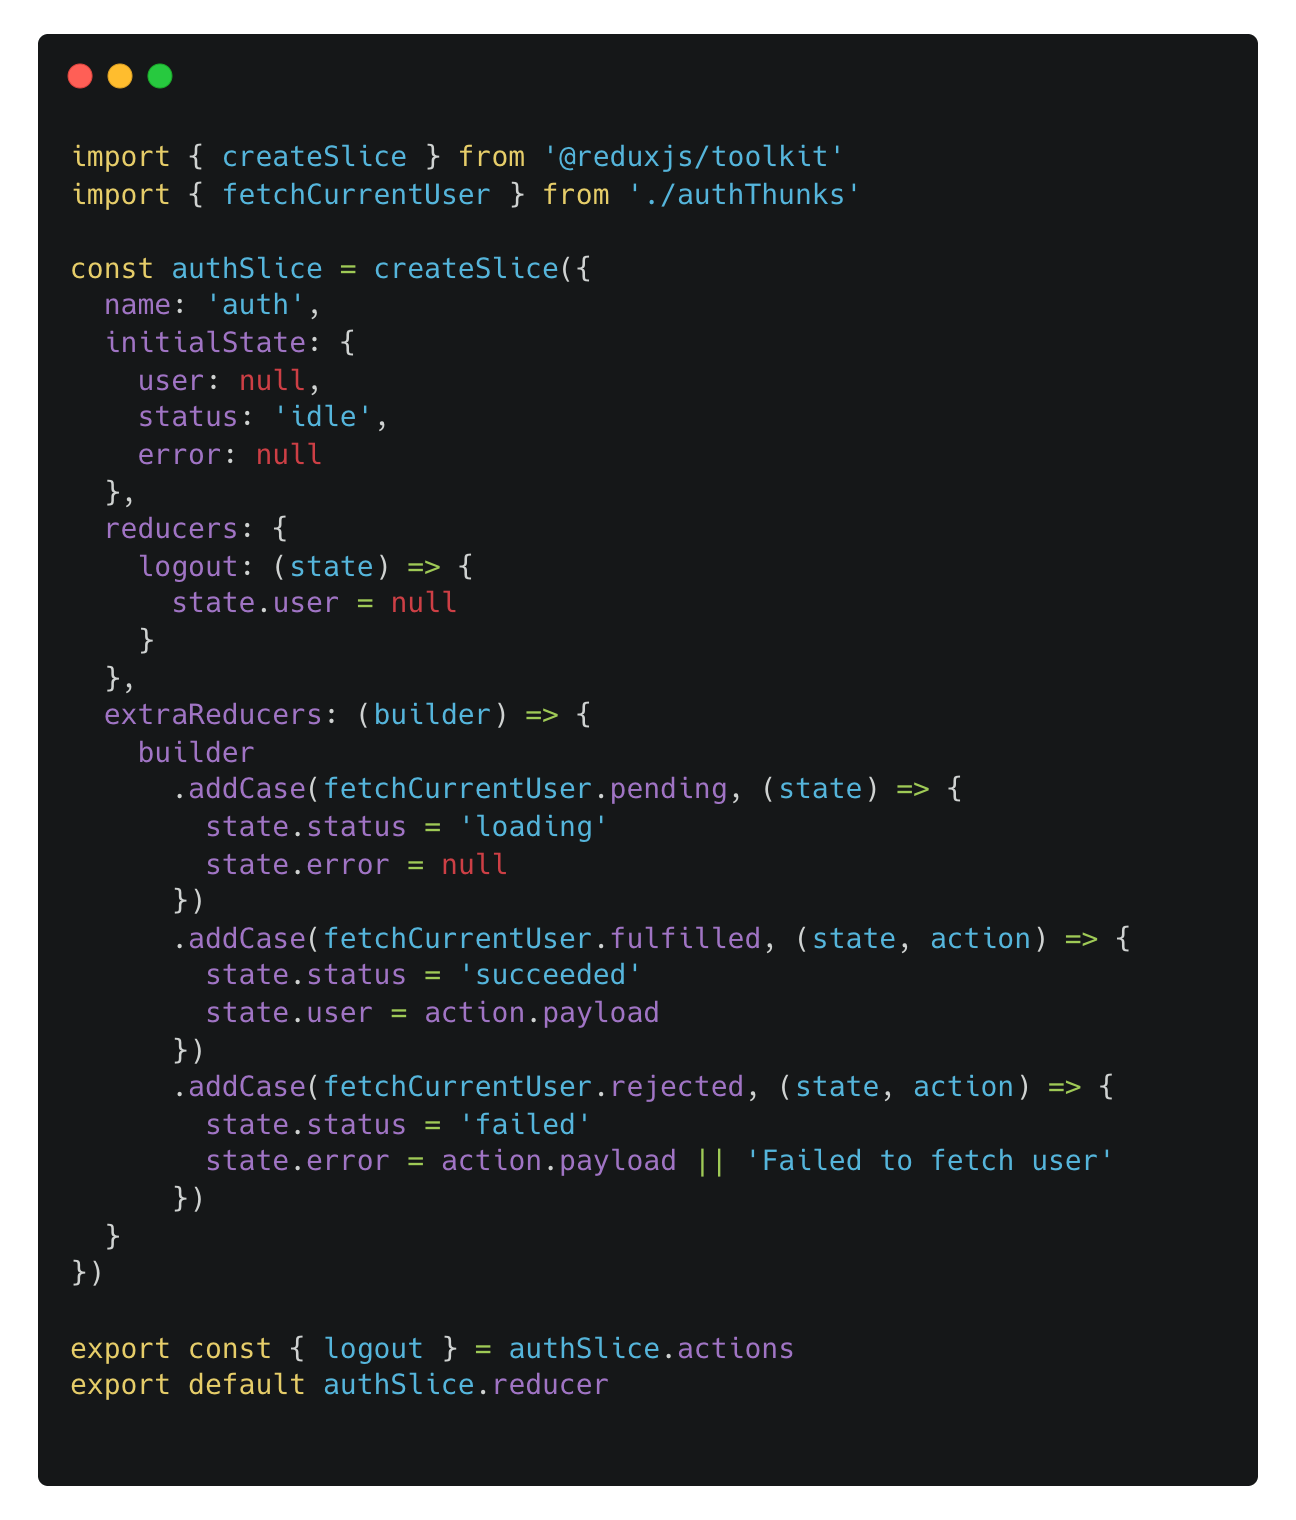 import { createSlice } from '@reduxjs/toolkit'
import { fetchCurrentUser } from './authThunks'

const authSlice = createSlice({
  name: 'auth',
  initialState: {
    user: null,
    status: 'idle',
    error: null
  },
  reducers: {
    logout: (state) => {
      state.user = null
    }
  },
  extraReducers: (builder) => {
    builder
      .addCase(fetchCurrentUser.pending, (state) => {
        state.status = 'loading'
        state.error = null
      })
      .addCase(fetchCurrentUser.fulfilled, (state, action) => {
        state.status = 'succeeded'
        state.user = action.payload
      })
      .addCase(fetchCurrentUser.rejected, (state, action) => {
        state.status = 'failed'
        state.error = action.payload || 'Failed to fetch user'
      })
  }
})

export const { logout } = authSlice.actions
export default authSlice.reducer